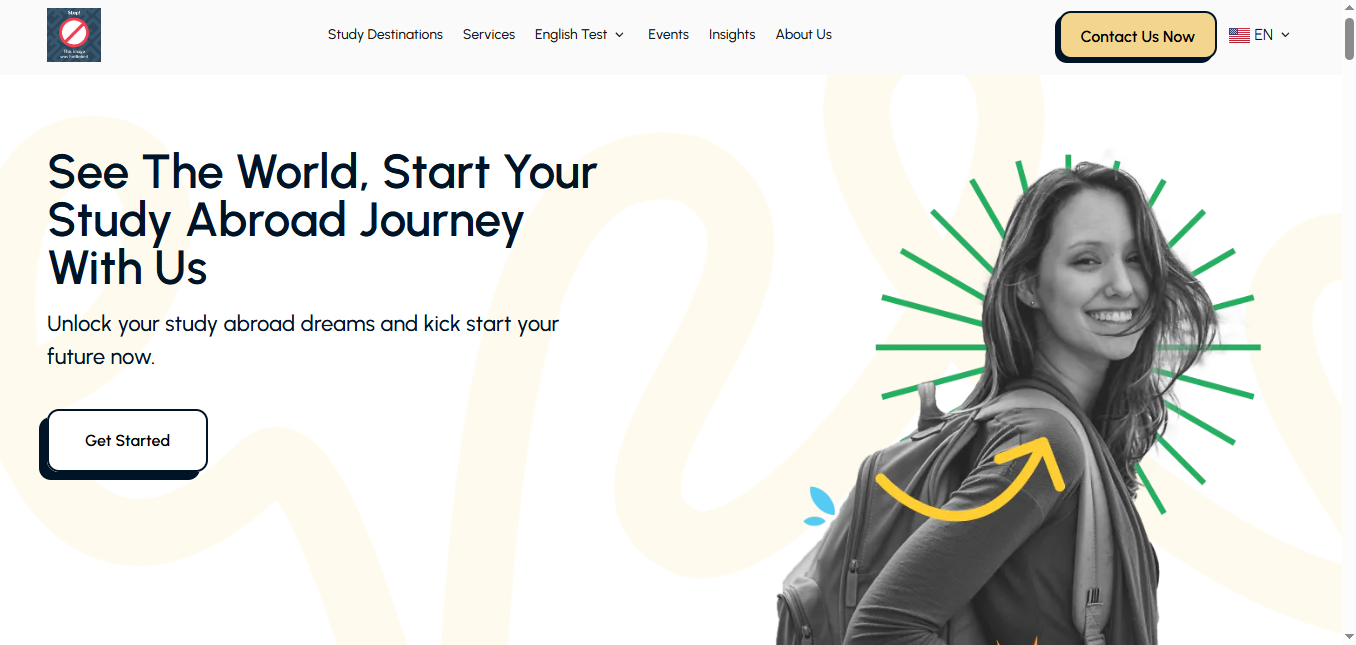 Stop!
This image
was hotlinked
Study Destinations
Services
English Test
Events
Insights
About Us
Contact Us Now
EN
See The World, Start Your
Study Abroad Journey
With Us
Unlock your study abroad dreams and kick start your
future now.
Get Started